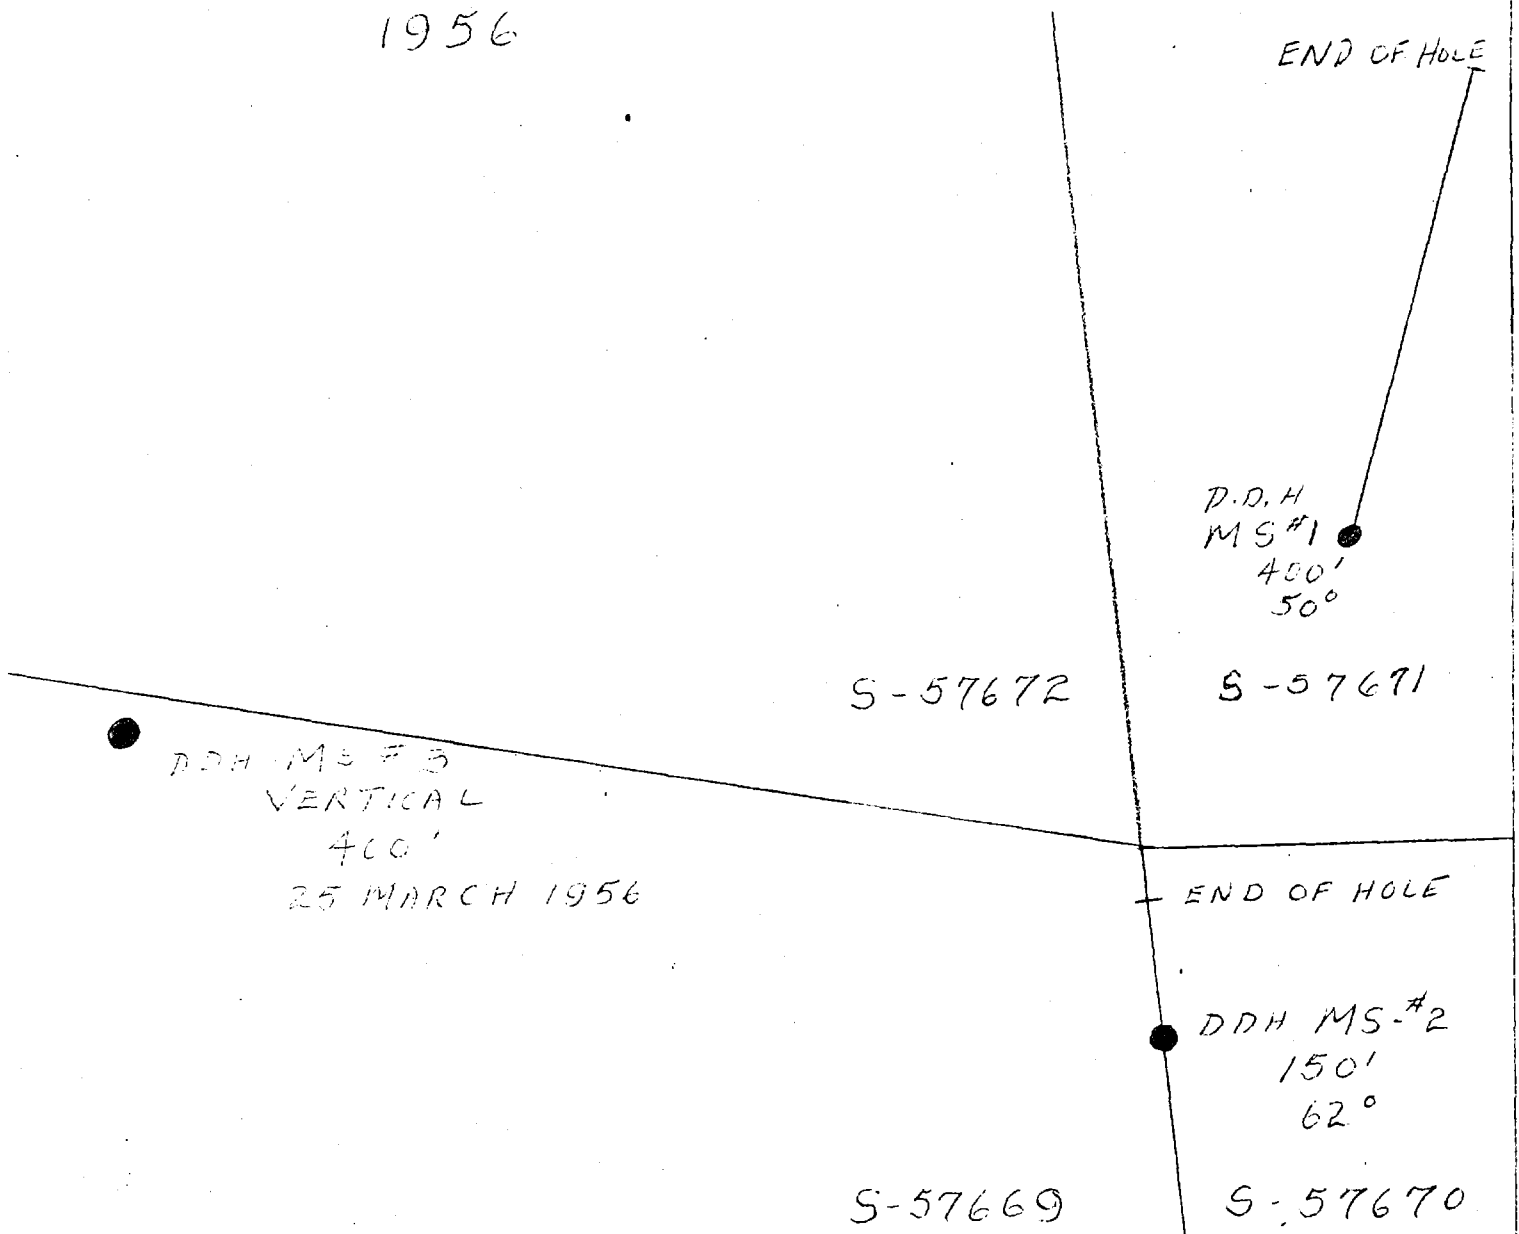 1956
END OF HOLE
D.D.H
MS#1
400'
50°
S-57672
S-57671
DDH MS #3
VERTICAL
400'
25 MARCH 1956
END OF HOLE
DDH MS-#2
150'
62°
S-57669
S-57670